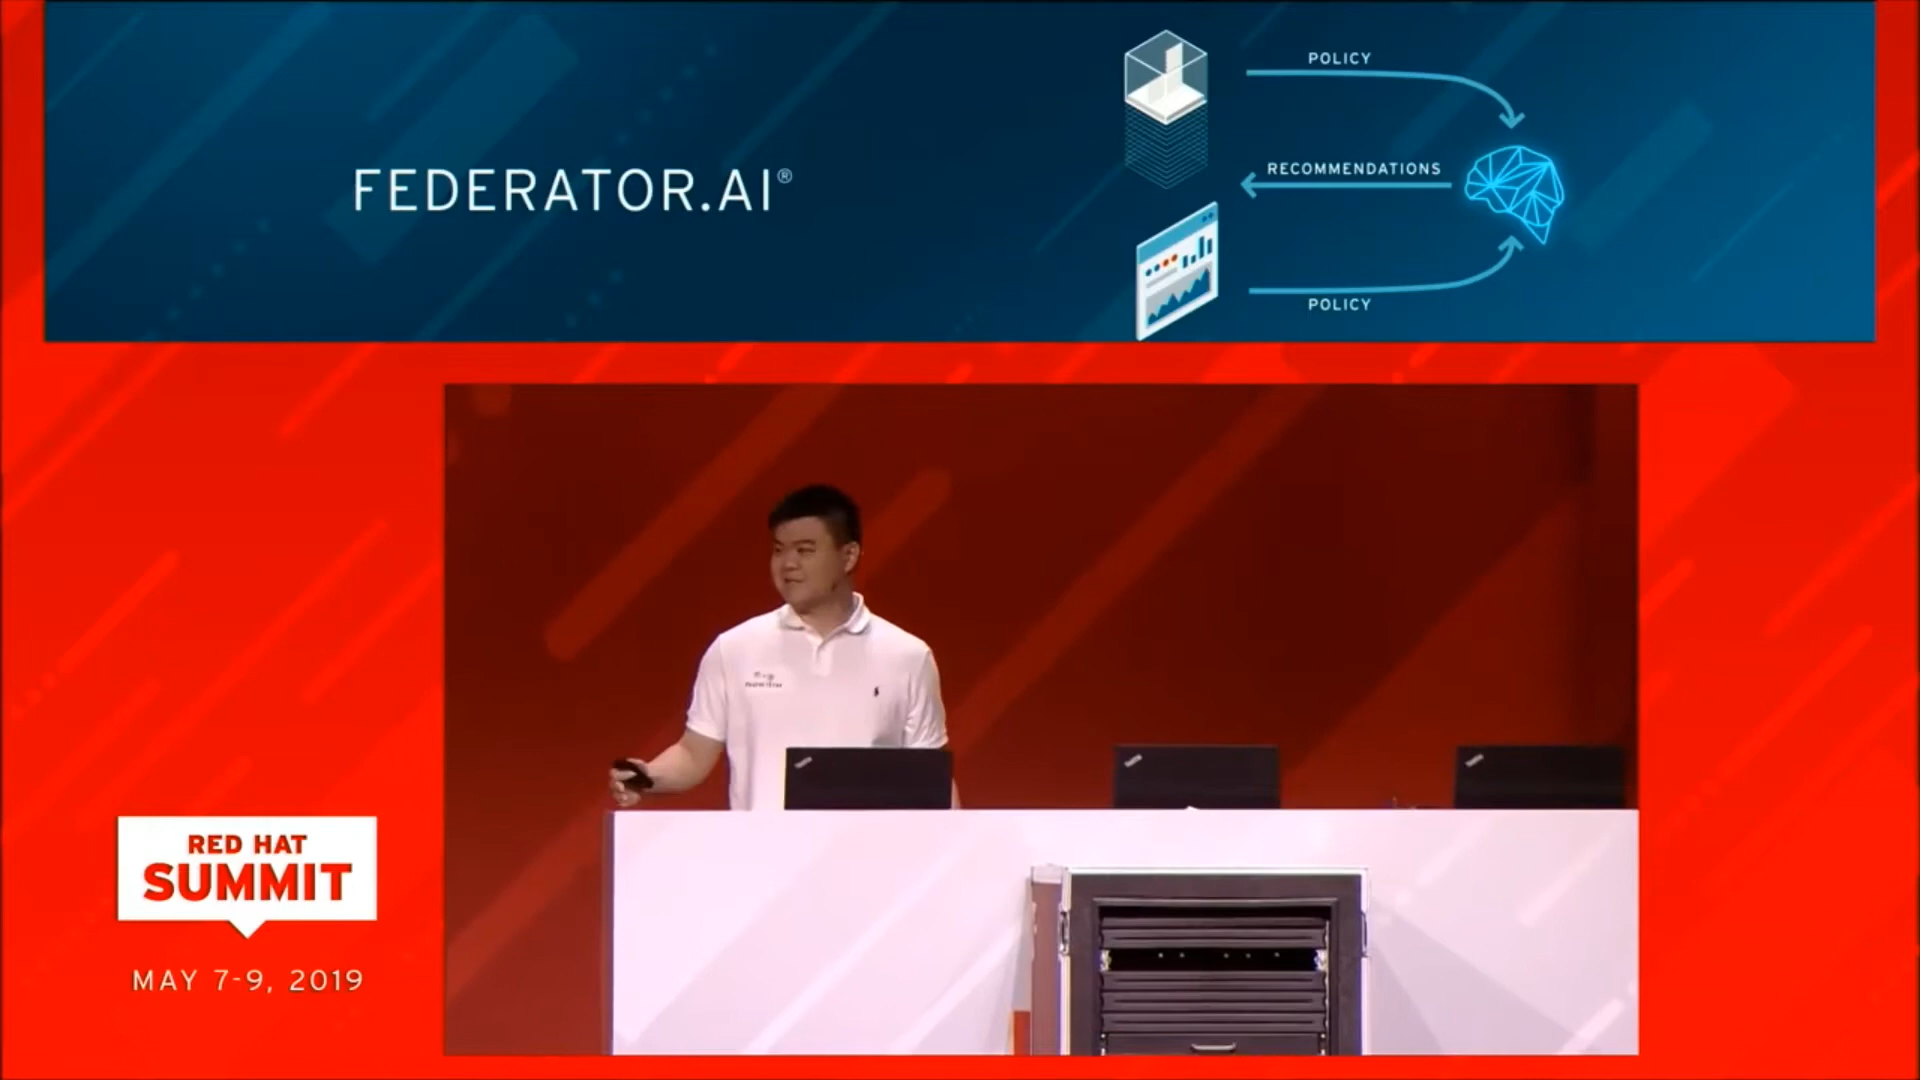 FEDERATOR.AI®
POLICY
RECOMMENDATIONS
POLICY
RED HAT
SUMMIT
MAY 7-9, 2019